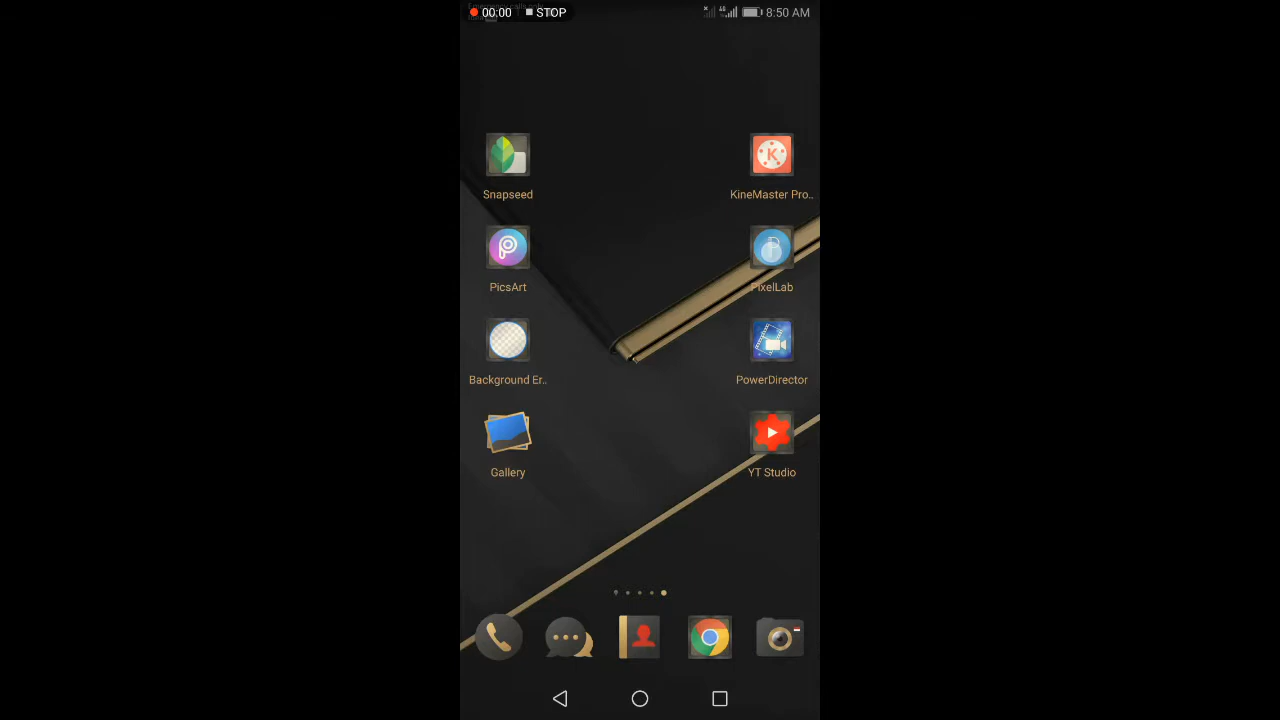 00:00 STOP 8:50 AM
Snapseed KineMaster Pro..
PicsArt PixelLab
Background Er.. PowerDirector
Gallery YT Studio